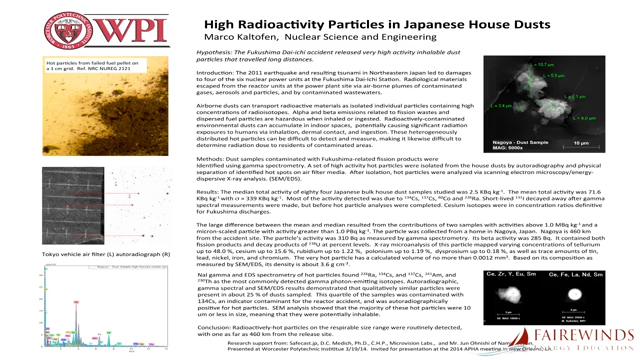 WPI
High Radioactivity Particles in Japanese House Dusts
Marco Kaltofen, Nuclear Science and Engineering
Hot particles from failed fuel pellet on
a 1 cm grid. Ref. NRC NUREG 2121
Hypothesis: The Fukushima Dai-ichi accident released very high activity inhalable dust
particles that travelled long distances.
Introduction: The 2011 earthquake and resulting tsunami in Northeastern Japan led to damages
to four of the six nuclear power units at the Fukushima Dai-ichi Station. Radiological materials
escaped from the reactor units at the power plant site via air-borne plumes of contaminated
gases, aerosols and particles, and by contaminated wastewaters.
Airborne dusts can transport radioactive materials as isolated individual particles containing high
concentrations of radioisotopes. Alpha and beta emissions related to fission wastes and
dispersed fuel particles are hazardous when inhaled or ingested. Radioactively-contaminated
environmental dusts can accumulate in indoor spaces, potentially causing significant radiation
exposures to humans via inhalation, dermal contact, and ingestion. These heterogeneously
distributed hot particles can be difficult to detect and measure, making it likewise difficult to
determine radiation dose to residents of contaminated areas.
Methods: Dust samples contaminated with Fukushima-related fission products were
identified using gamma spectrometry. A set of high activity hot particles were isolated from the house dusts by autoradiography and physical
separation of identified hot spots on air filter media. After isolation, hot particles were analyzed via scanning electron microscopy/energy-
dispersive X-ray analysis. (SEM/EDS).
Results: The median total activity of eighty four Japanese bulk house dust samples studied was 2.5 KBq kg⁻¹. The mean total activity was 71.6
KBq kg⁻¹ with σ = 339 KBq kg⁻¹. Most of the activity detected was due to ¹³⁴Cs, ¹³⁷Cs, ⁶⁰Co and ²²⁶Ra. Short-lived ¹³¹I decayed away after gamma
spectral measurements were made, but before hot particle analyses were completed. Cesium isotopes were in concentration ratios definitive
for Fukushima discharges.
The large difference between the mean and median resulted from the contributions of two samples with activities above 1.0 MBq kg⁻¹ and a
micron-scaled particle with activity greater than 1.0 PBq kg⁻¹. The particle was collected from a home in Nagoya, Japan. Nagoya is 460 km
from the accident site. The particle's activity was 310 Bq as measured by gamma spectrometry. Its beta activity was 285 Bq. It contained both
fission products and decay products of ²³⁸U at percent levels. X-ray microanalysis of this particle mapped varying concentrations of tellurium
up to 48.0 %, cesium up to 15.6 %, rubidium up to 1.22 %, polonium up to 1.19 %, dysprosium up to 0.18 %, as well as trace amounts of tin,
lead, nickel, iron, and chromium. The very hot particle has a calculated volume of no more than 0.0012 mm³. Based on its composition as
measured by SEM/EDS, its density is about 3.6 g cm⁻³.
NaI gamma and EDS spectrometry of hot particles found ²²⁶Ra, ¹³⁴Cs, and ¹³⁷Cs, ²⁴¹Am, and
²³⁰Th as the most commonly detected gamma photon-emitting isotopes. Autoradiographic,
gamma spectral and SEM/EDS results demonstrated that qualitatively similar particles were
present in about 25 % of dusts sampled. This quartile of the samples was contaminated with
134Cs, an indicator contaminant for the reactor accident, and was autoradiographically
positive for hot particles. SEM analysis showed that the majority of these hot particles were 10
um or less in size, meaning that they were potentially inhalable.
Conclusion: Radioactively-hot particles on the respirable size range were routinely detected,
with one as far as 460 km from the release site.
Tokyo vehicle air filter (L) autoradiograph (R)
Nagoya - Dust Sample
MAG: 5000x
10 µm
Ce, Zr, Y, Eu, Sm
Ce, Fe, La, Nd, Sm
Research support from: Safecast.jp, D.C. Medich, Ph.D., C.H.P., Microvision Labs., and Mr. Jun Ohnishi of
Presented at Worcester Polytechnic Institute 3/19/14. Invited for presentation at the 2014 APHA meeting in New Orleans, LA.
FAIREWINDS
ENERGY EDUCATION